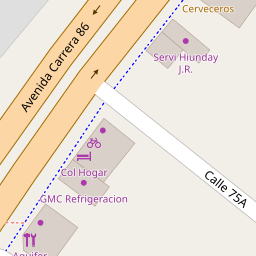 Cerveceros
Avenida Carrera 86
Servi Hiunday
J.R.
Calle 75A
Col Hogar
GMC Refrigeracion